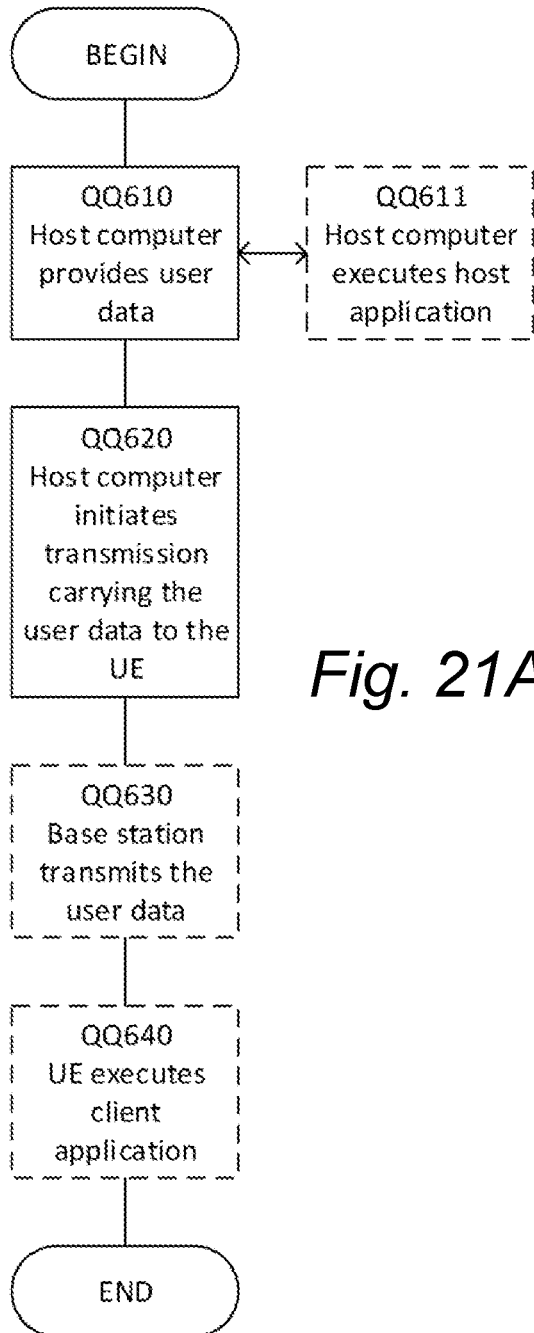 BEGIN
QQ610
Host computer
provides user
data
QQ611
Host computer
executes host
application
QQ620
Host computer
initiates
transmission
carrying the
user data to the
UE
Fig. 21A
QQ630
Base station
transmits the
user data
QQ640
UE executes
client
application
END